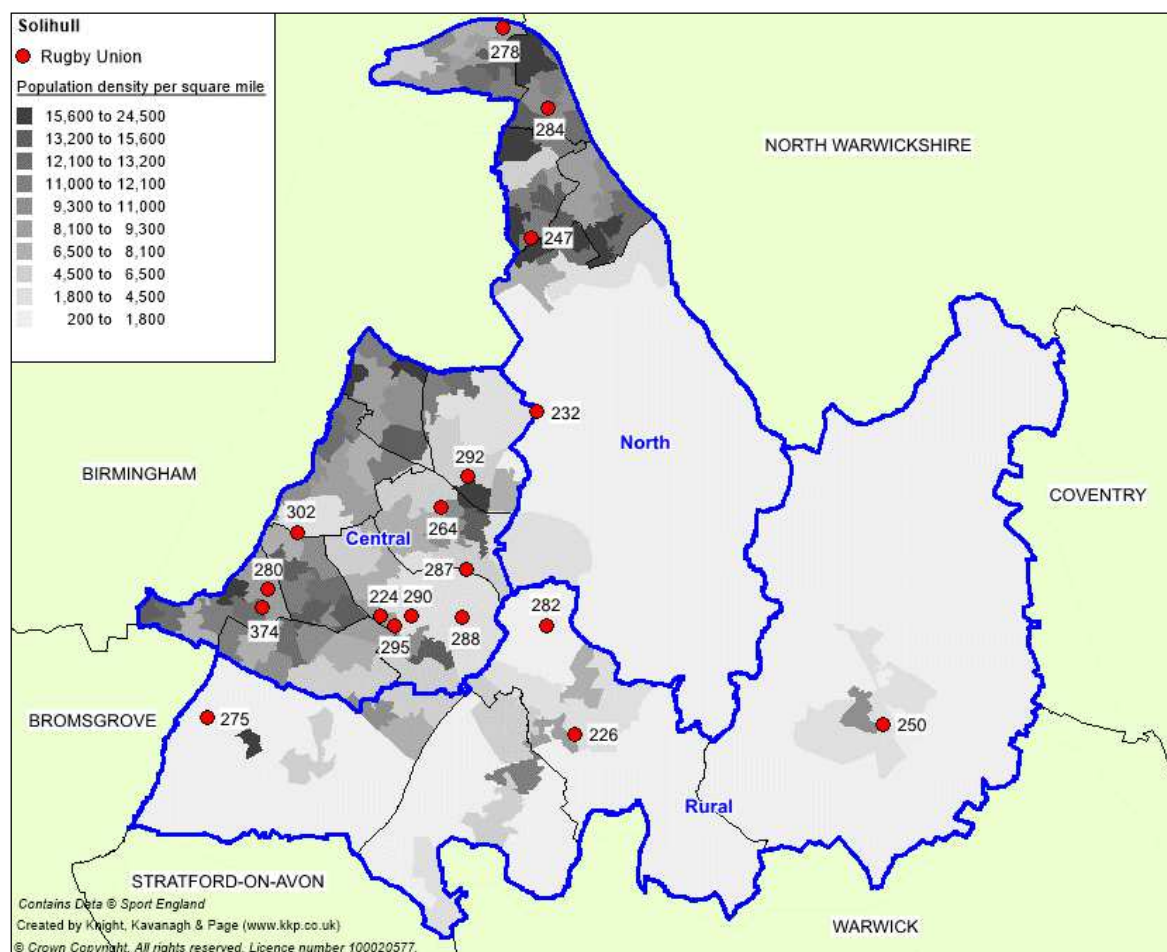 Solihull
Rugby Union
Population density per square mile
15,600 to 24,500
13,200 to 15,600
12,100 to 13,200
11,000 to 12,100
9,300 to 11,000
8,100 to 9,300
6,500 to 8,100
4,500 to 6,500
1,800 to 4,500
200 to 1,800
278
284
NORTH WARWICKSHIRE
247
232
North
BIRMINGHAM
292
COVENTRY
302
264
Central
287
280
224 290
282
374
295
288
BROMSGROVE
275
226
250
Rural
STRATFORD-ON-AVON
WARWICK
Contains Data © Sport England
Created by Knight, Kavanagh & Page (www.kkp.co.uk)
© Crown Copyright. All rights reserved. Licence number 100020577.